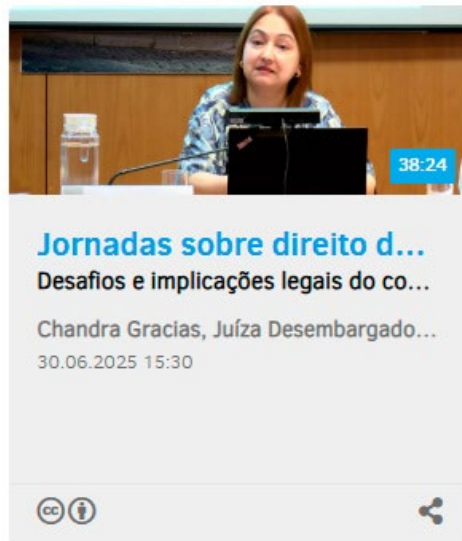 38:24
Jornadas sobre direito d...
Desafios e implicações legais do co...
Chandra Gracias, Juíza Desembargado...
30.06.2025 15:30
cc